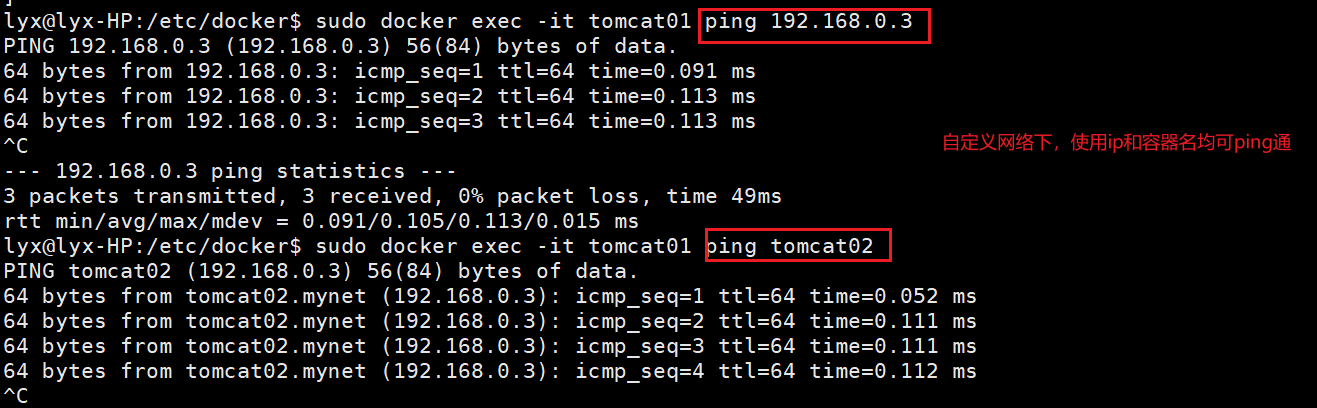 ]
lyx@lyx-HP:/etc/docker$ sudo docker exec -it tomcat01 ping 192.168.0.3
PING 192.168.0.3 (192.168.0.3) 56(84) bytes of data.
64 bytes from 192.168.0.3: icmp_seq=1 ttl=64 time=0.091 ms
64 bytes from 192.168.0.3: icmp_seq=2 ttl=64 time=0.113 ms
64 bytes from 192.168.0.3: icmp_seq=3 ttl=64 time=0.113 ms
^C
自定义网络下，使用ip和容器名均可ping通
--- 192.168.0.3 ping statistics ---
3 packets transmitted, 3 received, 0% packet loss, time 49ms
rtt min/avg/max/mdev = 0.091/0.105/0.113/0.015 ms
lyx@lyx-HP:/etc/docker$ sudo docker exec -it tomcat01 ping tomcat02
PING tomcat02 (192.168.0.3) 56(84) bytes of data.
64 bytes from tomcat02.mynet (192.168.0.3): icmp_seq=1 ttl=64 time=0.052 ms
64 bytes from tomcat02.mynet (192.168.0.3): icmp_seq=2 ttl=64 time=0.111 ms
64 bytes from tomcat02.mynet (192.168.0.3): icmp_seq=3 ttl=64 time=0.111 ms
64 bytes from tomcat02.mynet (192.168.0.3): icmp_seq=4 ttl=64 time=0.112 ms
^C